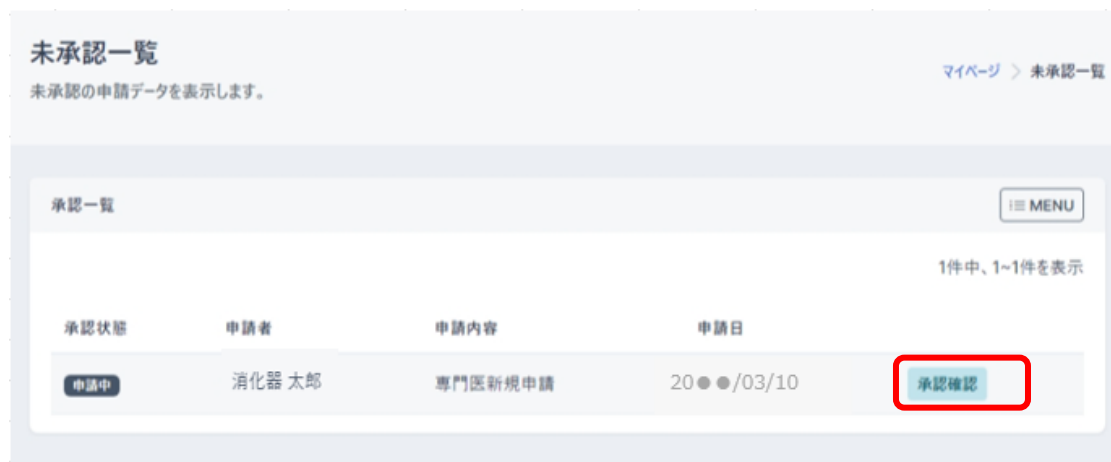 未承認一覧
未承認の申請データを表示します。
マイページ > 未承認一覧
承認一覧
MENU
1件中、1~1件を表示
承認状態 申請者 申請内容 申請日
申請中 消化器 太郎 専門医新規申請 20●●/03/10 承認確認